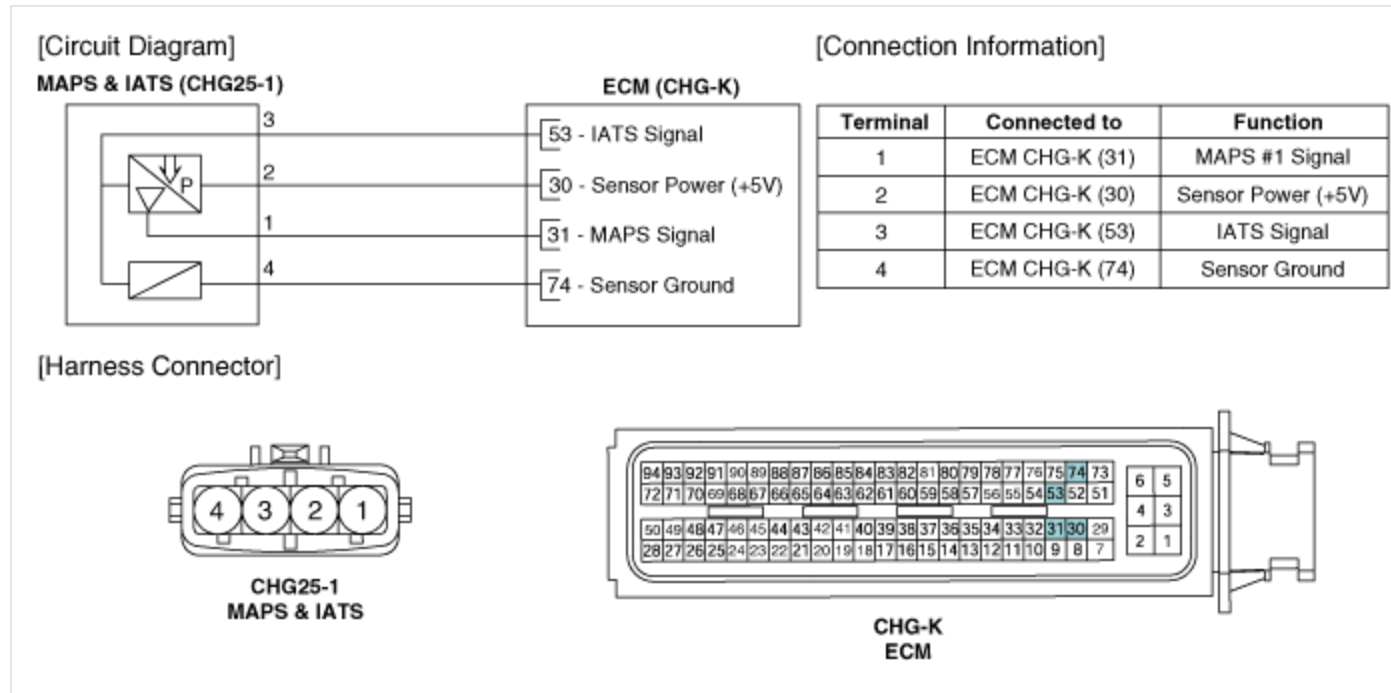 [Circuit Diagram]
MAPS & IATS (CHG25-1)
ECM (CHG-K)
3
53 - IATS Signal
2
30 - Sensor Power (+5V)
P
1
31 - MAPS Signal
4
74 - Sensor Ground
[Connection Information]
Terminal Connected to Function
1 ECM CHG-K (31) MAPS #1 Signal
2 ECM CHG-K (30) Sensor Power (+5V)
3 ECM CHG-K (53) IATS Signal
4 ECM CHG-K (74) Sensor Ground
[Harness Connector]
4 3 2 1
CHG25-1
MAPS & IATS
94 93 92 91 90 89 88 87 86 85 84 83 82 81 80 79 78 77 76 75 74 73
72 71 70 69 68 67 66 65 64 63 62 61 60 59 58 57 56 55 54 53 52 51
50 49 48 47 46 45 44 43 42 41 40 39 38 37 36 35 34 33 32 31 30 29
28 27 26 25 24 23 22 21 20 19 18 17 16 15 14 13 12 11 10 9 8 7
6 5
4 3
2 1
CHG-K
ECM